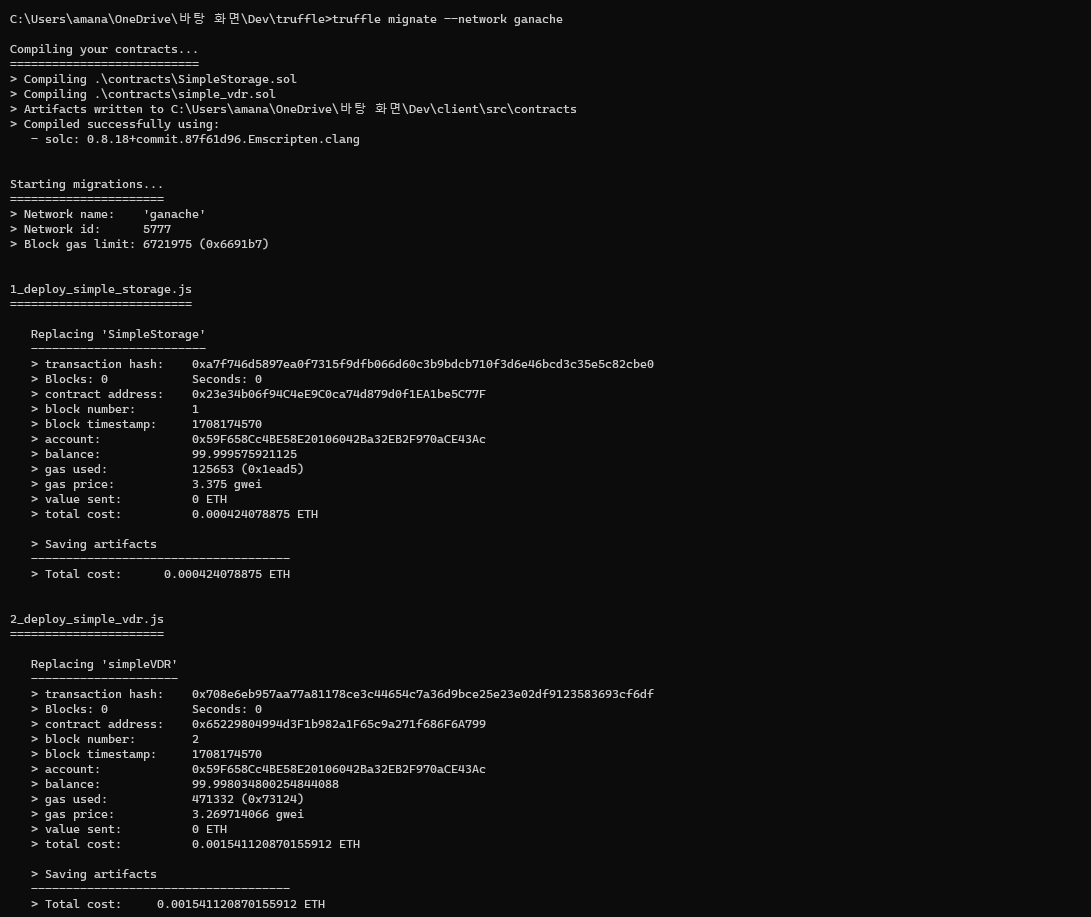 C:\Users\amana\OneDrive\바탕 화면\Dev\truffle>truffle mignate --network ganache
Compiling your contracts...
===========================
> Compiling .\contracts\SimpleStorage.sol
> Compiling .\contracts\simple_vdr.sol
> Artifacts written to C:\Users\amana\OneDrive\바탕 화면\Dev\client\src\contracts
> Compiled successfully using:
   - solc: 0.8.18+commit.87f61d96.Emscripten.clang
Starting migrations...
======================
> Network name:    'ganache'
> Network id:      5777
> Block gas limit: 6721975 (0x6691b7)
1_deploy_simple_storage.js
==========================
   Replacing 'SimpleStorage'
   -------------------------
   > transaction hash:    0xa7f746d5897ea0f7315f9dfb066d60c3b9bdcb710f3d6e46bcd3c35e5c82cbe0
   > Blocks: 0            Seconds: 0
   > contract address:    0x23e34b06f94C4eE9C0ca74d879d0f1EA1be5C77F
   > block number:        1
   > block timestamp:     1708174570
   > account:             0x59F658Cc4BE58E20106042Ba32EB2F970aCE43Ac
   > balance:             99.999575921125
   > gas used:            125653 (0x1ead5)
   > gas price:           3.375 gwei
   > value sent:          0 ETH
   > total cost:          0.000424078875 ETH
   > Saving artifacts
   -------------------------------------
   > Total cost:      0.000424078875 ETH
2_deploy_simple_vdr.js
======================
   Replacing 'simpleVDR'
   ---------------------
   > transaction hash:    0x708e6eb957aa77a81178ce3c44654c7a36d9bce25e23e02df9123583693cf6df
   > Blocks: 0            Seconds: 0
   > contract address:    0x65229804994d3F1b982a1F65c9a271f686F6A799
   > block number:        2
   > block timestamp:     1708174570
   > account:             0x59F658Cc4BE58E20106042Ba32EB2F970aCE43Ac
   > balance:             99.998034800254844088
   > gas used:            471332 (0x73124)
   > gas price:           3.269714066 gwei
   > value sent:          0 ETH
   > total cost:          0.001541120870155912 ETH
   > Saving artifacts
   -------------------------------------
   > Total cost:     0.001541120870155912 ETH